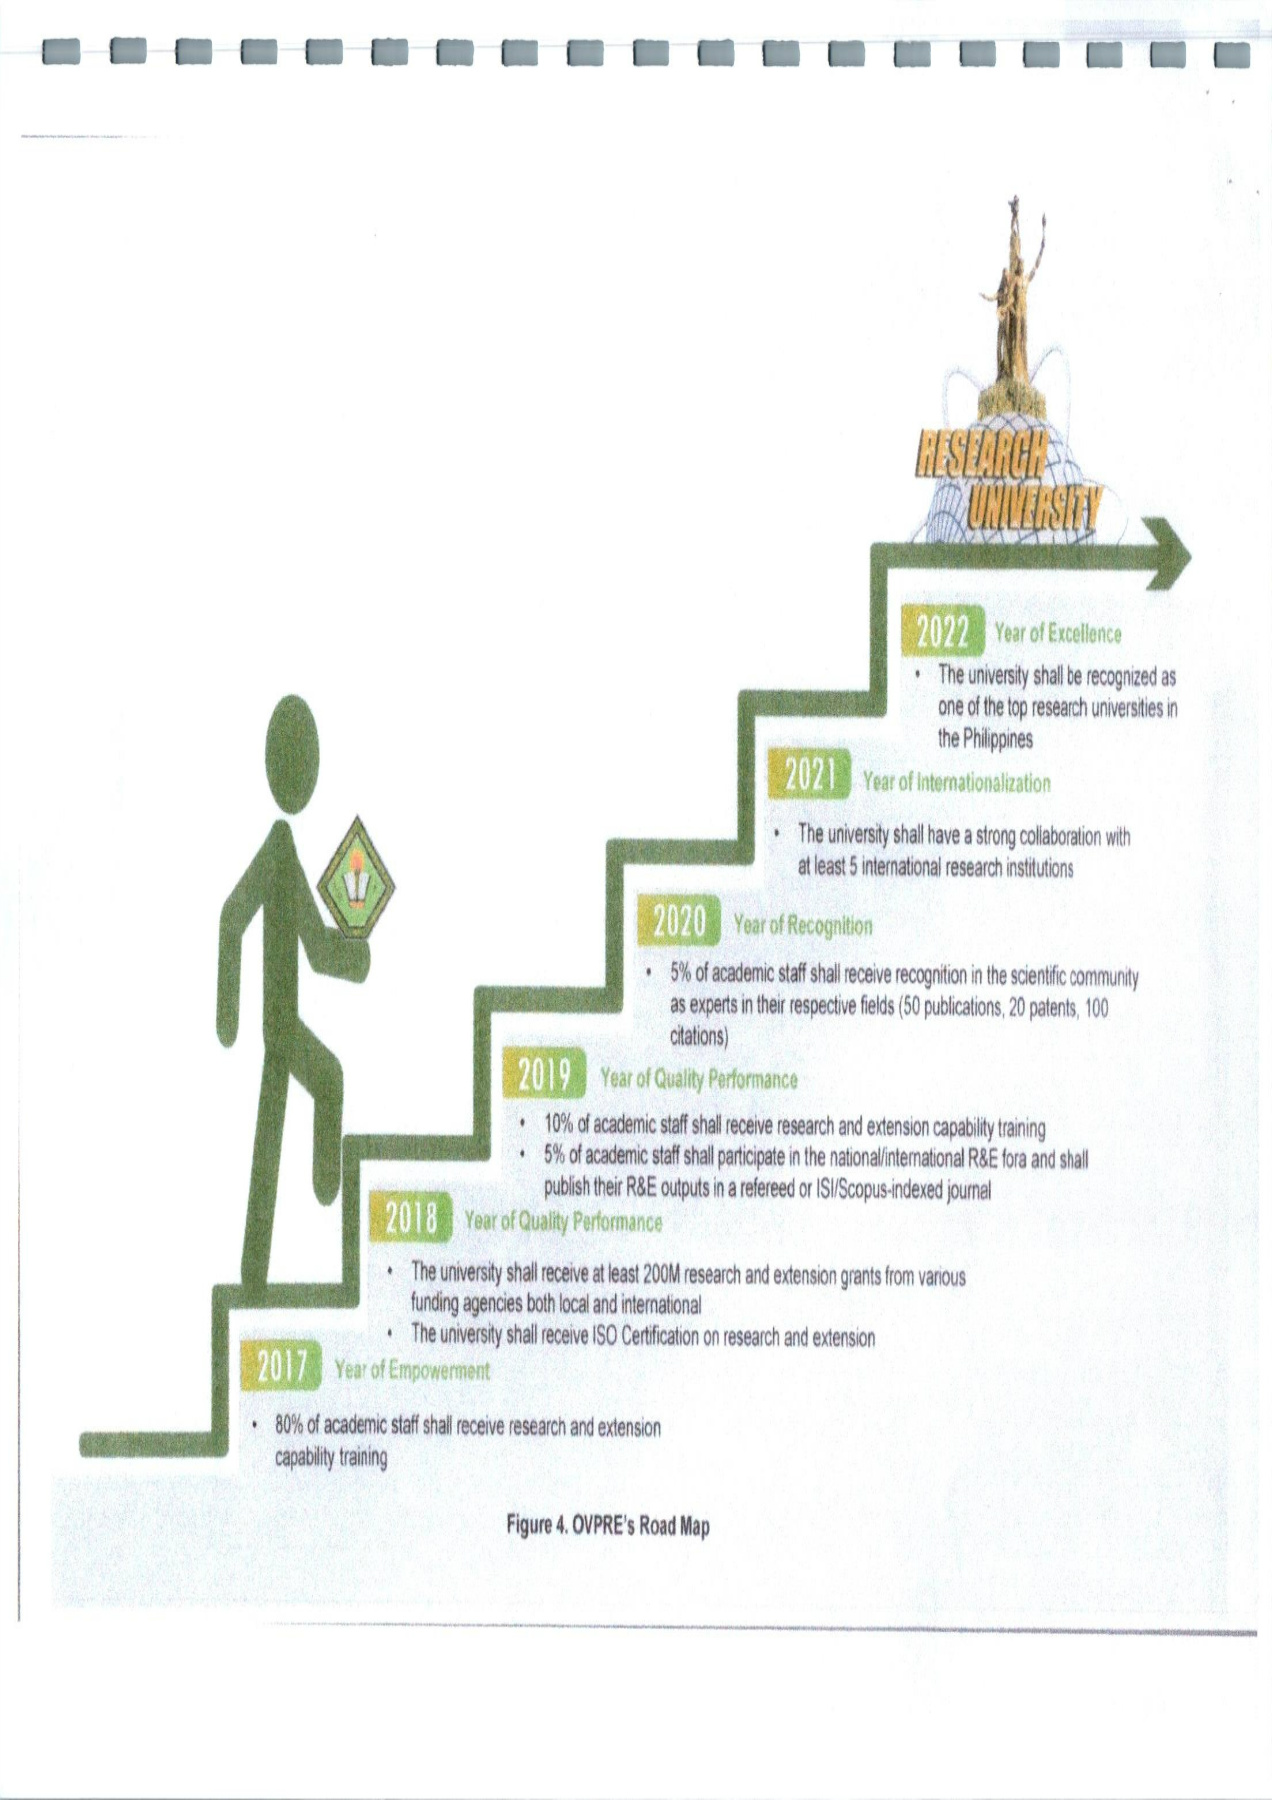 RESEARCH
UNIVERSITY
2022 Year of Excellence
• The university shall be recognized as
one of the top research universities in
the Philippines
2021 Year of Internationalization
• The university shall have a strong collaboration with
at least 5 international research institutions
2020 Year of Recognition
• 5% of academic staff shall receive recognition in the scientific community
as experts in their respective fields (50 publications, 20 patents, 100
citations)
2019 Year of Quality Performance
• 10% of academic staff shall receive research and extension capability training
• 5% of academic staff shall participate in the national/international R&E fora and shall
publish their R&E outputs in a refereed or ISI/Scopus-indexed journal
2018 Year of Quality Performance
• The university shall receive at least 200M research and extension grants from various
funding agencies both local and international
• The university shall receive ISO Certification on research and extension
2017 Year of Empowerment
• 80% of academic staff shall receive research and extension
capability training
Figure 4. OVPRE's Road Map